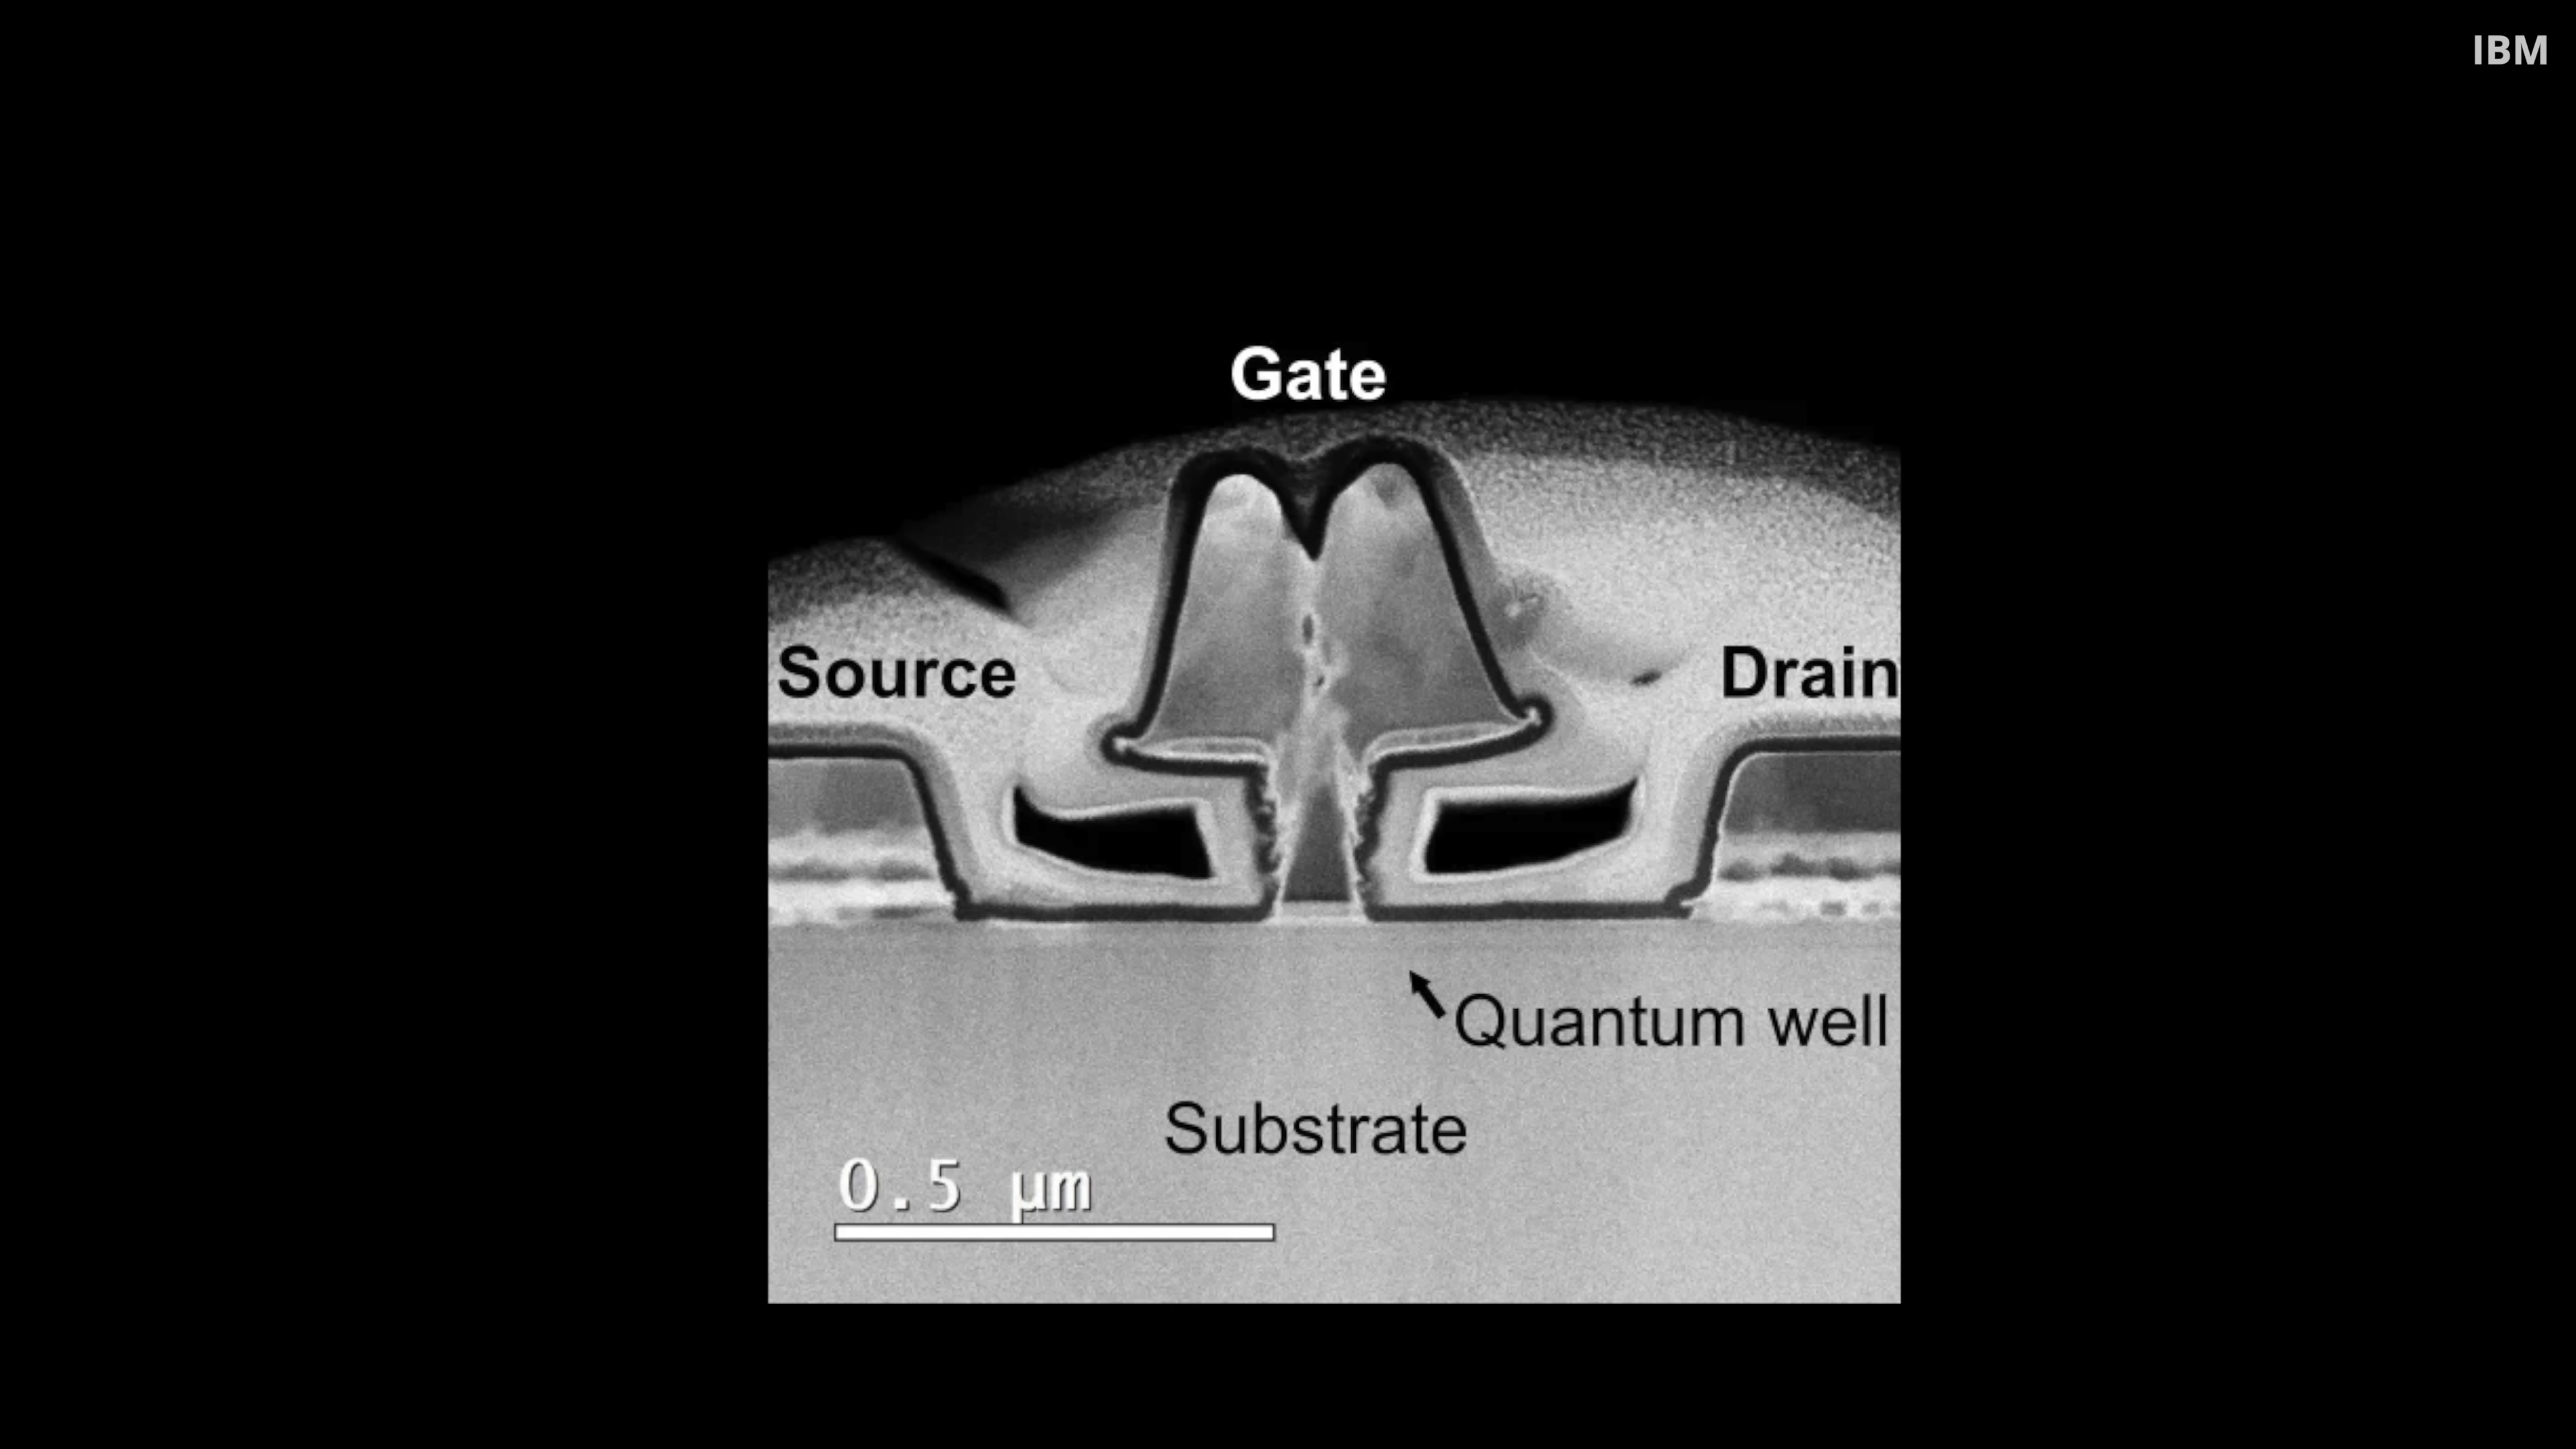 IBM
Gate
Source
Drain
Quantum well
Substrate
0.5 µm